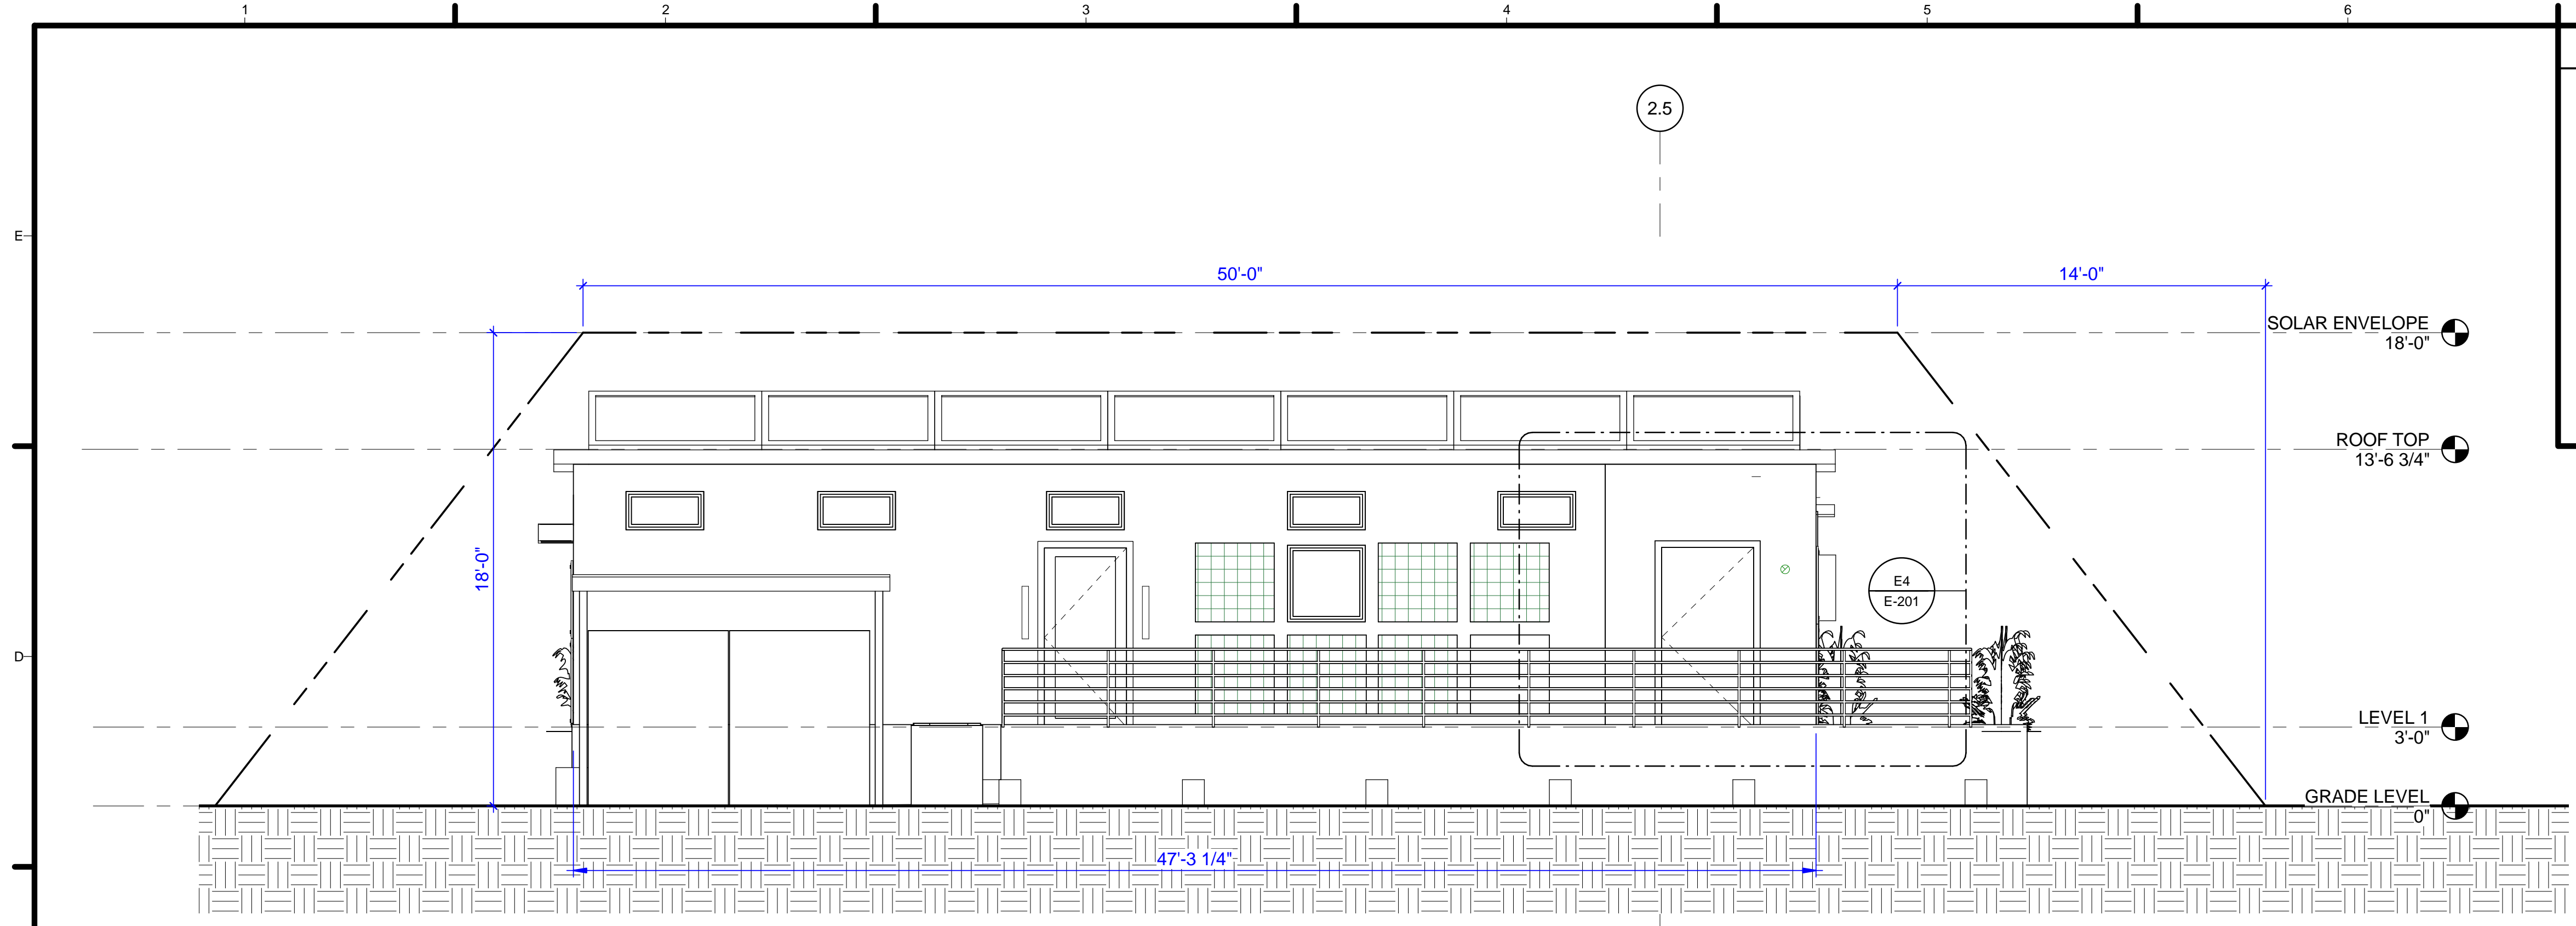 1 2 3 4 5 6
2.5
E
50'-0" 14'-0"
SOLAR ENVELOPE
18'-0"
ROOF TOP
13'-6 3/4"
18'-0"
E4
E-201
D
LEVEL 1
3'-0"
GRADE LEVEL
0"
47'-3 1/4"